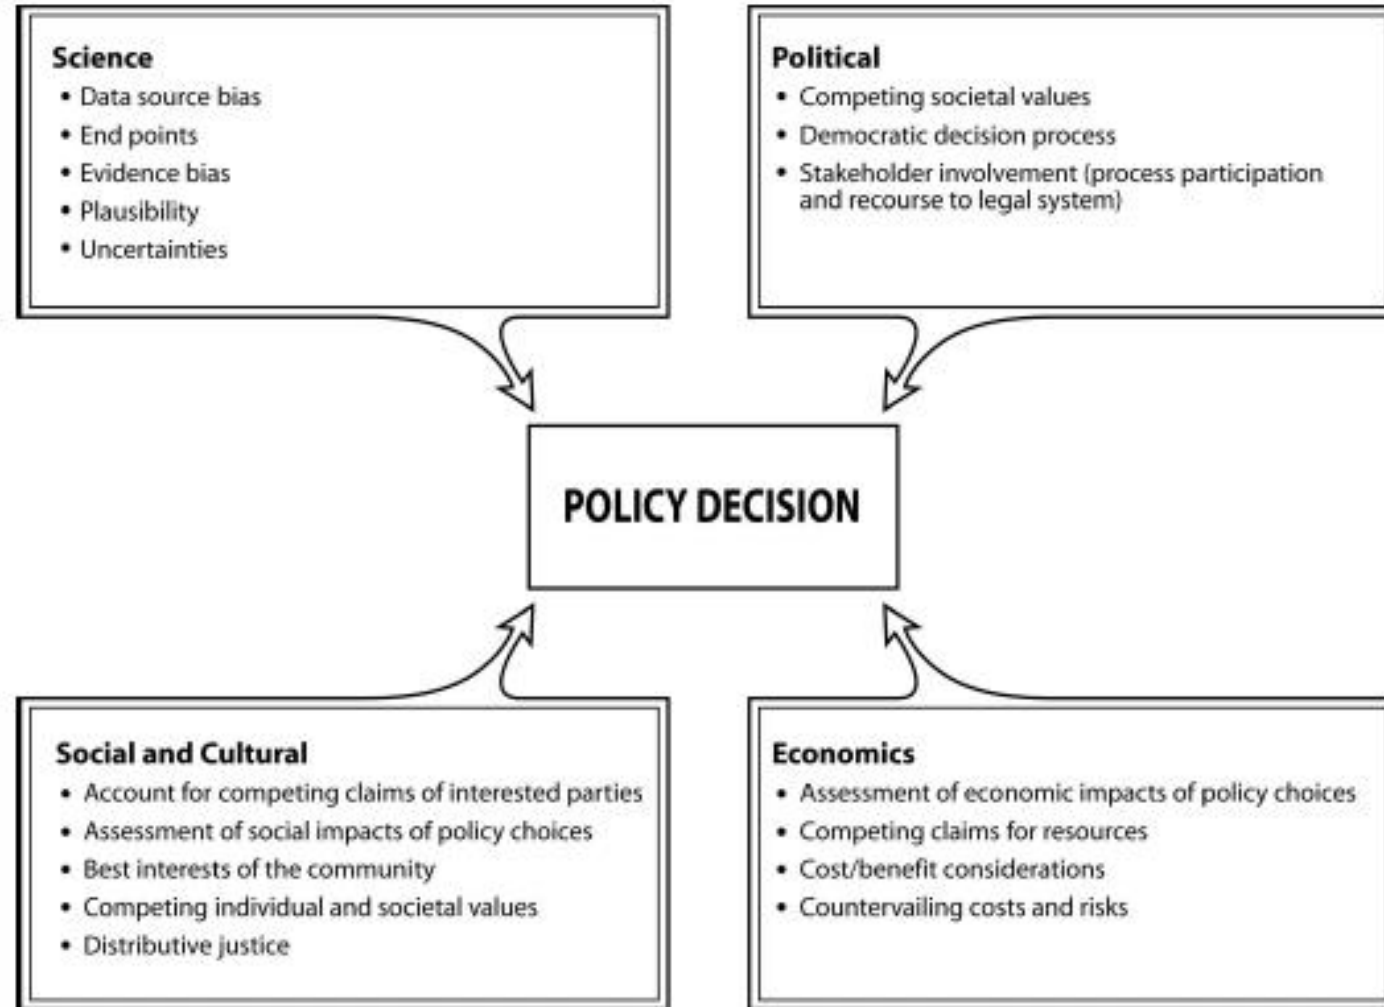 Science
• Data source bias
• End points
• Evidence bias
• Plausibility
• Uncertainties
Political
• Competing societal values
• Democratic decision process
• Stakeholder involvement (process participation
and recourse to legal system)
POLICY DECISION
Social and Cultural
• Account for competing claims of interested parties
• Assessment of social impacts of policy choices
• Best interests of the community
• Competing individual and societal values
• Distributive justice
Economics
• Assessment of economic impacts of policy choices
• Competing claims for resources
• Cost/benefit considerations
• Countervailing costs and risks